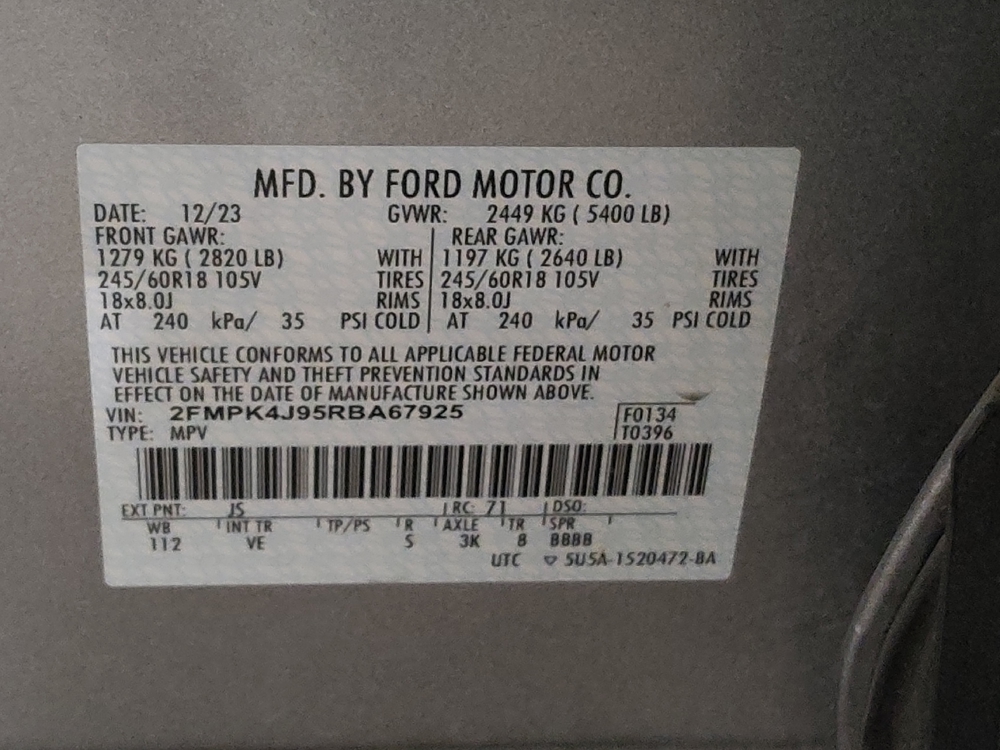 MFD. BY FORD MOTOR CO.
DATE: 12/23 GVWR: 2449 KG ( 5400 LB)
FRONT GAWR: REAR GAWR:
1279 KG ( 2820 LB) WITH 1197 KG ( 2640 LB) WITH
245/60R18 105V TIRES 245/60R18 105V TIRES
18x8.0J RIMS 18x8.0J RIMS
AT 240 kPa/ 35 PSI COLD AT 240 kPa/ 35 PSI COLD
THIS VEHICLE CONFORMS TO ALL APPLICABLE FEDERAL MOTOR
VEHICLE SAFETY AND THEFT PREVENTION STANDARDS IN
EFFECT ON THE DATE OF MANUFACTURE SHOWN ABOVE.
VIN: 2FMPK4J95RBA67925 F0134
TYPE: MPV T0396
EXT PNT: JS RC: 71 DSO:
WB INT TR TP/PS R AXLE TR SPR
112 VE S 3K 8 BBBB
UTC 5U5A-1520472-BA